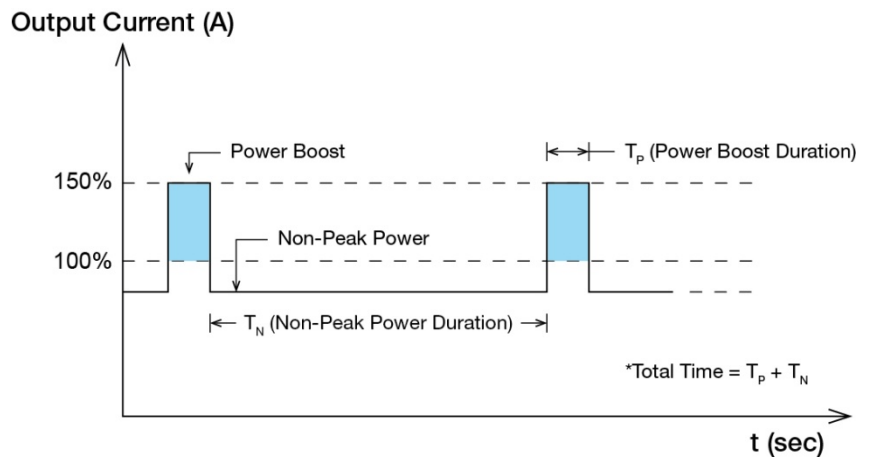 Output Current (A)
Power Boost
T_P (Power Boost Duration)
150%
Non-Peak Power
100%
T_N (Non-Peak Power Duration)
*Total Time = T_P + T_N
t (sec)